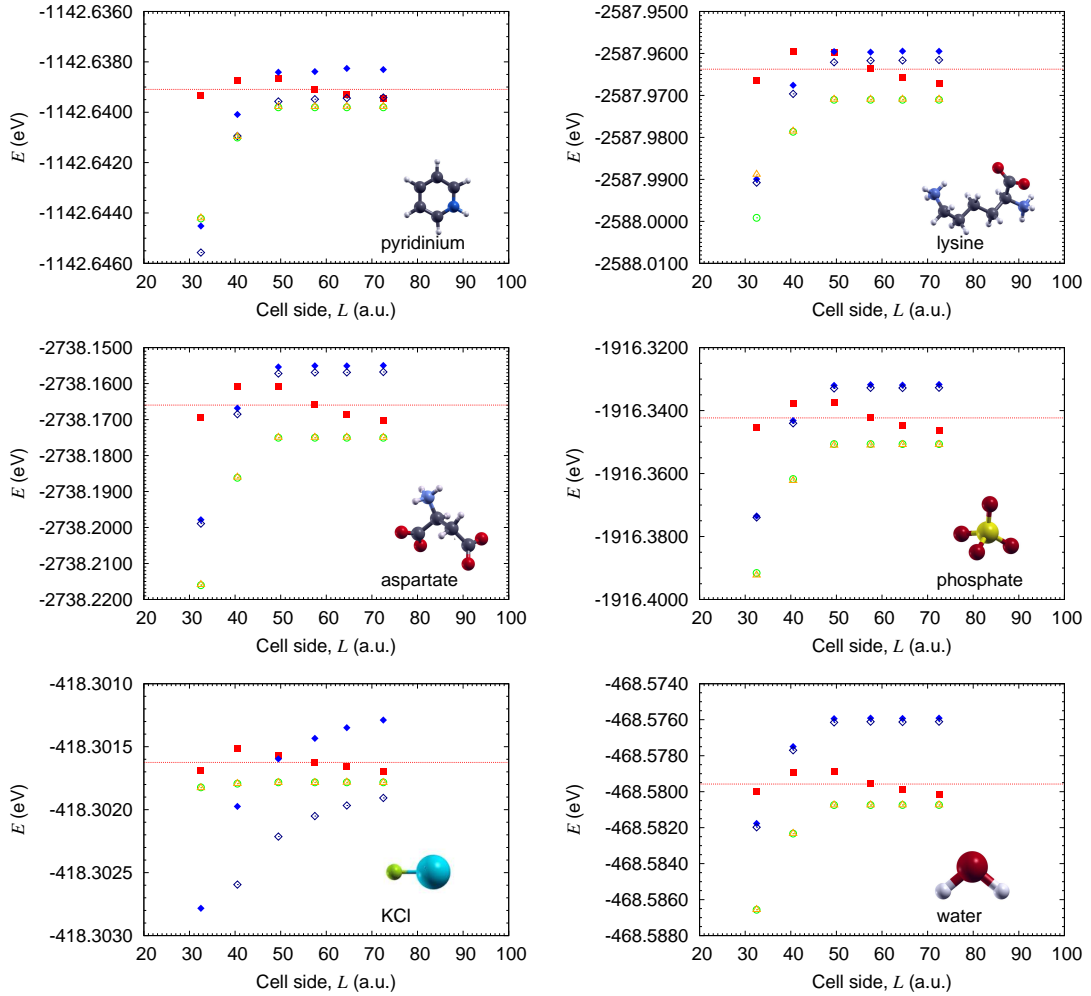 -1142.6360
-1142.6380
-1142.6400
-1142.6420
-1142.6440
-1142.6460
E (eV)
pyridinium
20 30 40 50 60 70 80 90 100
Cell side, L (a.u.)
-2587.9500
-2587.9600
-2587.9700
-2587.9800
-2587.9900
-2588.0000
-2588.0100
E (eV)
lysine
20 30 40 50 60 70 80 90 100
Cell side, L (a.u.)
-2738.1500
-2738.1600
-2738.1700
-2738.1800
-2738.1900
-2738.2000
-2738.2100
-2738.2200
E (eV)
aspartate
20 30 40 50 60 70 80 90 100
Cell side, L (a.u.)
-1916.3200
-1916.3400
-1916.3600
-1916.3800
-1916.4000
E (eV)
phosphate
20 30 40 50 60 70 80 90 100
Cell side, L (a.u.)
-418.3010
-418.3015
-418.3020
-418.3025
-418.3030
E (eV)
KCl
20 30 40 50 60 70 80 90 100
Cell side, L (a.u.)
-468.5740
-468.5760
-468.5780
-468.5800
-468.5820
-468.5840
-468.5860
-468.5880
E (eV)
water
20 30 40 50 60 70 80 90 100
Cell side, L (a.u.)